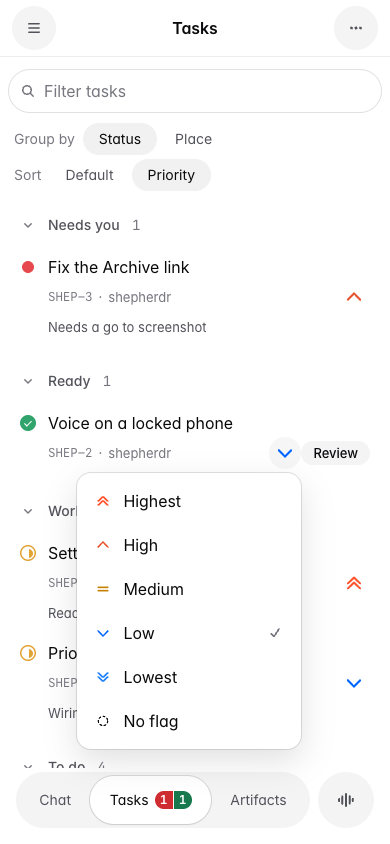 Tasks
Filter tasks
Group by Status Place
Sort Default Priority
Needs you 1
Fix the Archive link
SHEP-3 · shepherdr
Needs a go to screenshot
Ready 1
Voice on a locked phone
SHEP-2 · shepherdr Review
Highest
High
Medium
Low
Lowest
No flag
To do 4
Chat Tasks 1 1 Artifacts